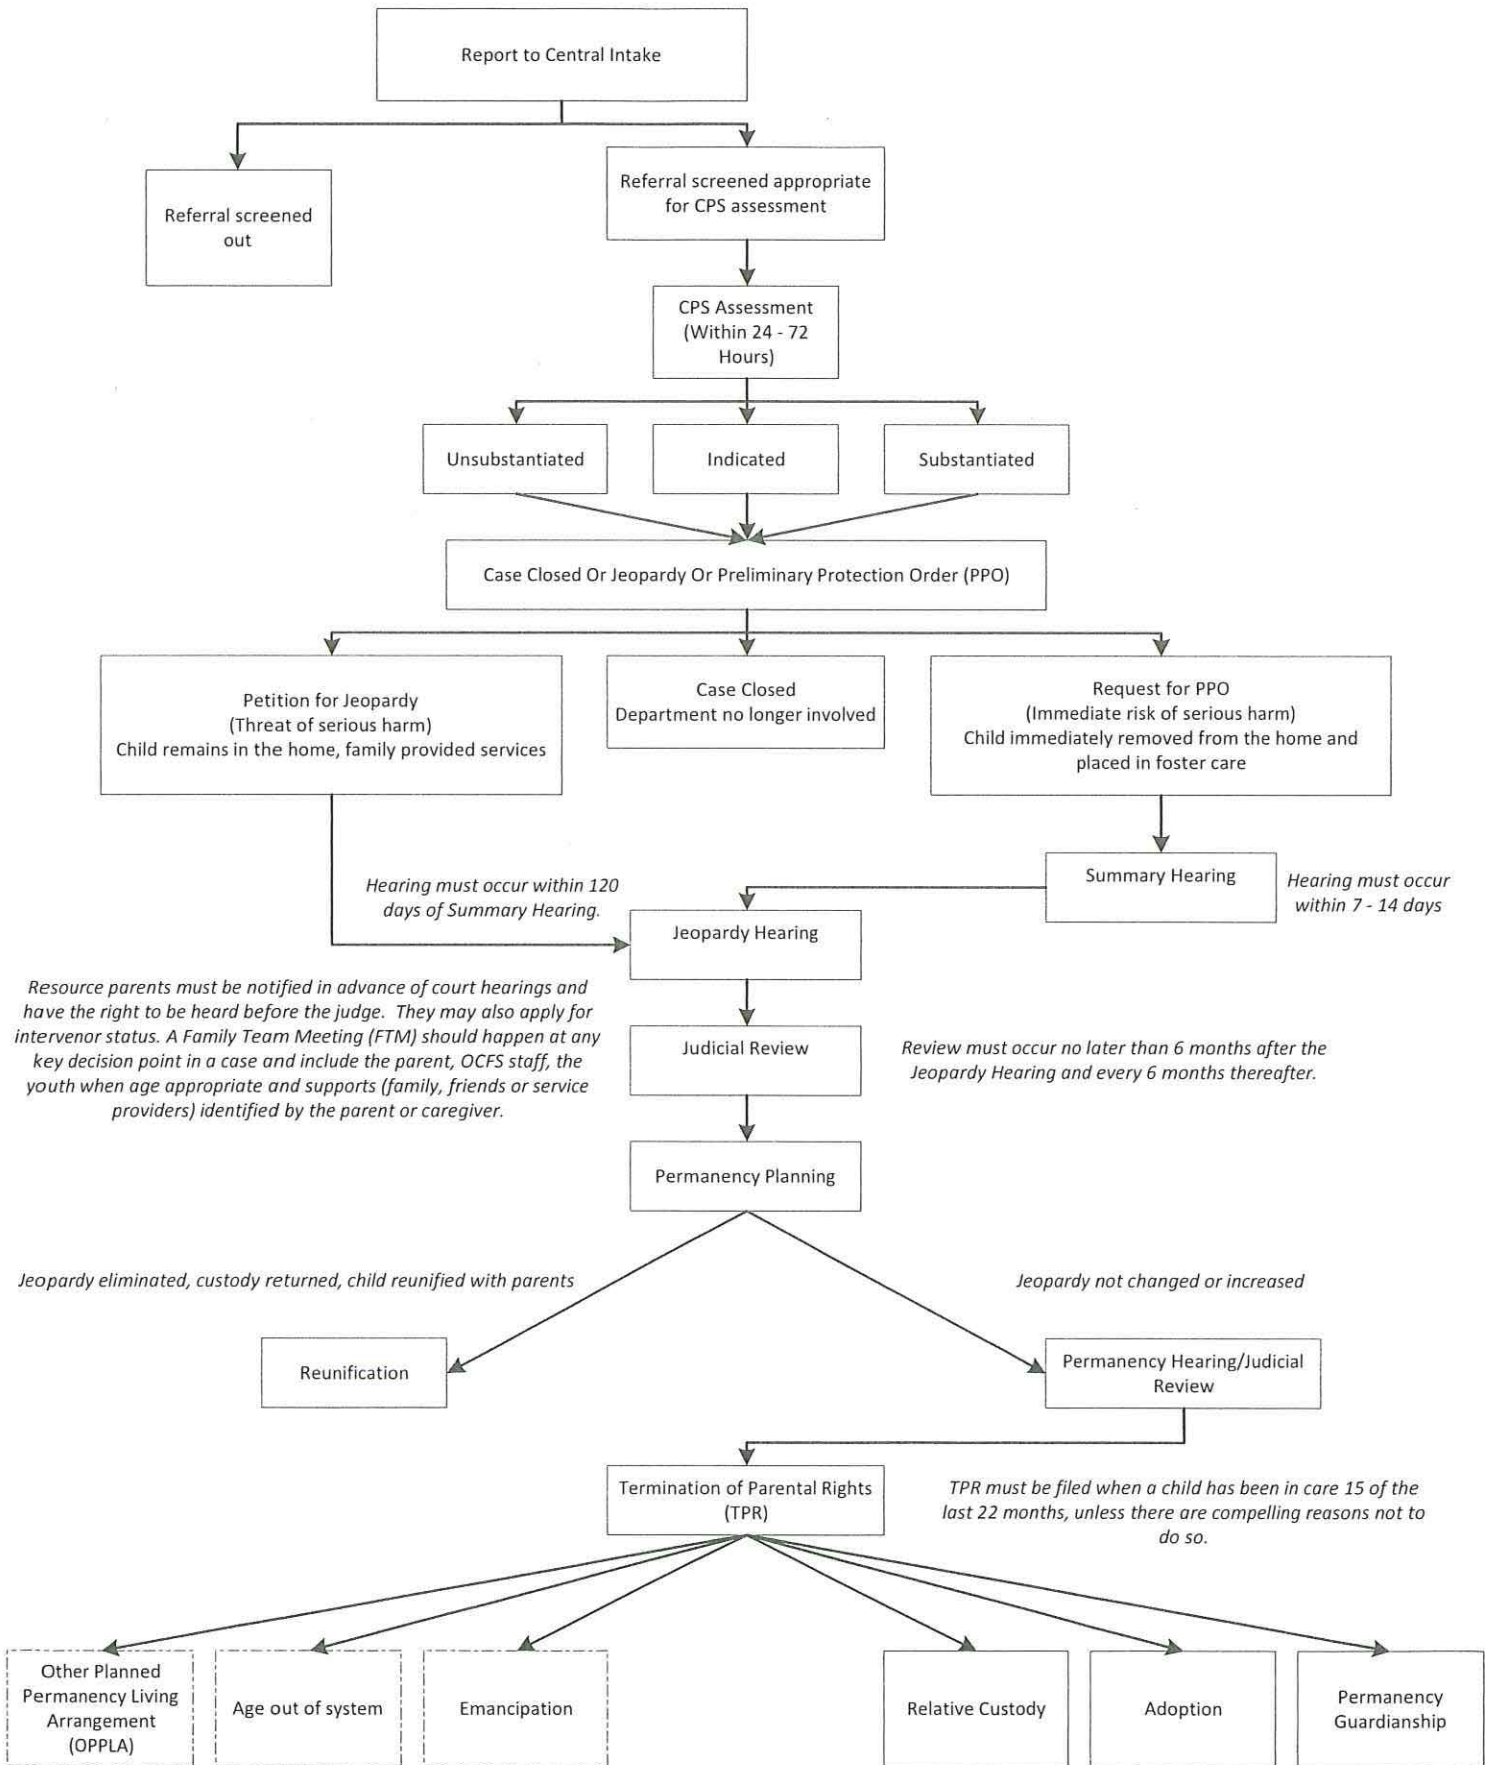 Report to Central Intake
Referral screened
out
Referral screened appropriate
for CPS assessment
CPS Assessment
(Within 24 - 72
Hours)
Unsubstantiated
Indicated
Substantiated
Case Closed Or Jeopardy Or Preliminary Protection Order (PPO)
Petition for Jeopardy
(Threat of serious harm)
Child remains in the home, family provided services
Case Closed
Department no longer involved
Request for PPO
(Immediate risk of serious harm)
Child immediately removed from the home and
placed in foster care
Summary Hearing
Hearing must occur
within 7 - 14 days
Hearing must occur within 120
days of Summary Hearing.
Jeopardy Hearing
Resource parents must be notified in advance of court hearings and
have the right to be heard before the judge. They may also apply for
intervenor status. A Family Team Meeting (FTM) should happen at any
key decision point in a case and include the parent, OCFS staff, the
youth when age appropriate and supports (family, friends or service
providers) identified by the parent or caregiver.
Judicial Review
Review must occur no later than 6 months after the
Jeopardy Hearing and every 6 months thereafter.
Permanency Planning
Jeopardy eliminated, custody returned, child reunified with parents
Jeopardy not changed or increased
Reunification
Permanency Hearing/Judicial
Review
Termination of Parental Rights
(TPR)
TPR must be filed when a child has been in care 15 of the
last 22 months, unless there are compelling reasons not to
do so.
Other Planned
Permanency Living
Arrangement
(OPPLA)
Age out of system
Emancipation
Relative Custody
Adoption
Permanency
Guardianship